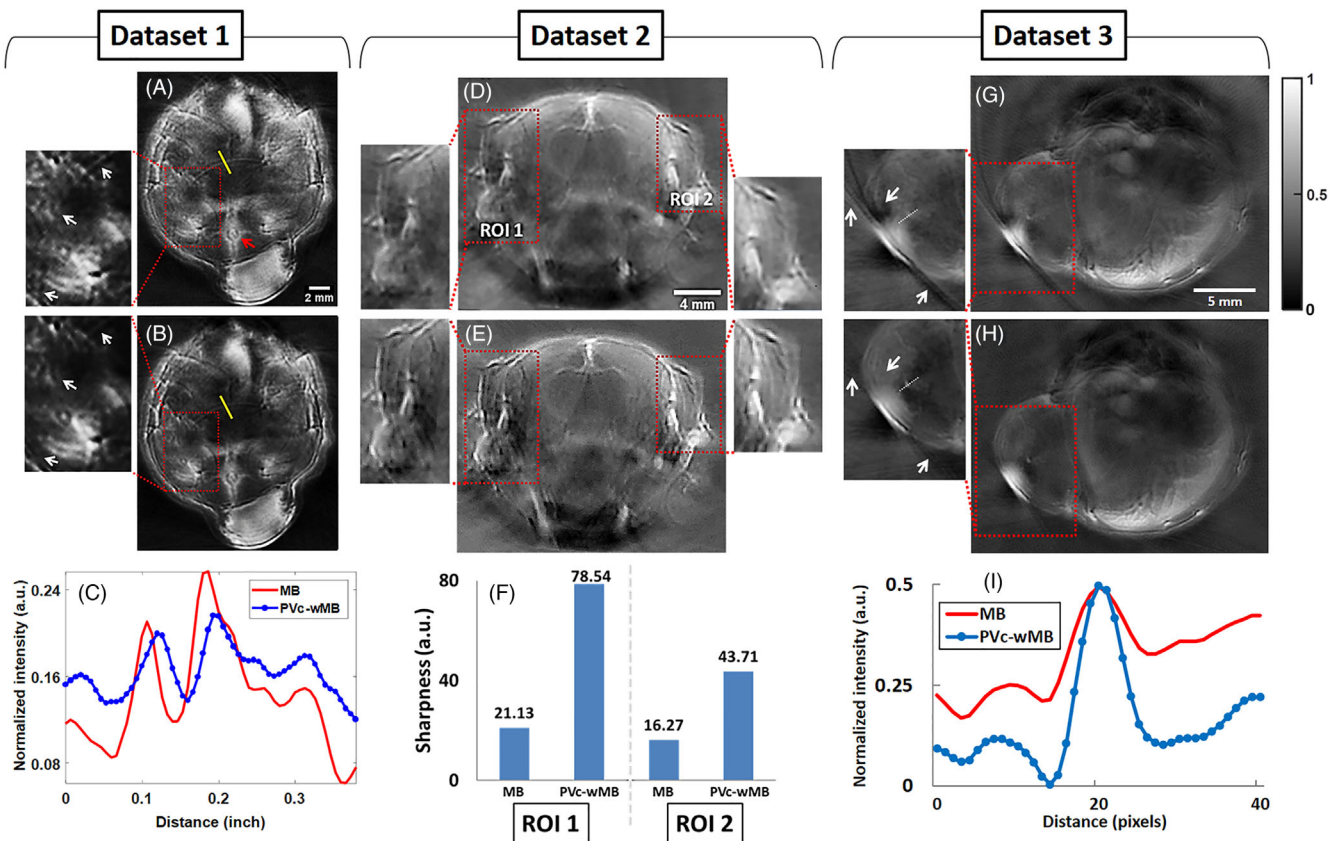 Dataset 1
Dataset 2
Dataset 3
(A)
2 mm
(B)
(D)
ROI 1
ROI 2
4 mm
(E)
(G)
5 mm
(H)
1
0.5
0
(C)
MB
PVc-wMB
Normalized intensity (a.u.)
0.24
0.16
0.08
0
0.1
0.2
0.3
Distance (inch)
(F)
Sharpness (a.u.)
80
40
0
21.13
78.54
16.27
43.71
MB
PVc-wMB
MB
PVc-wMB
ROI 1
ROI 2
(I)
MB
PVc-wMB
Normalized intensity (a.u.)
0.5
0.25
0
0
20
40
Distance (pixels)